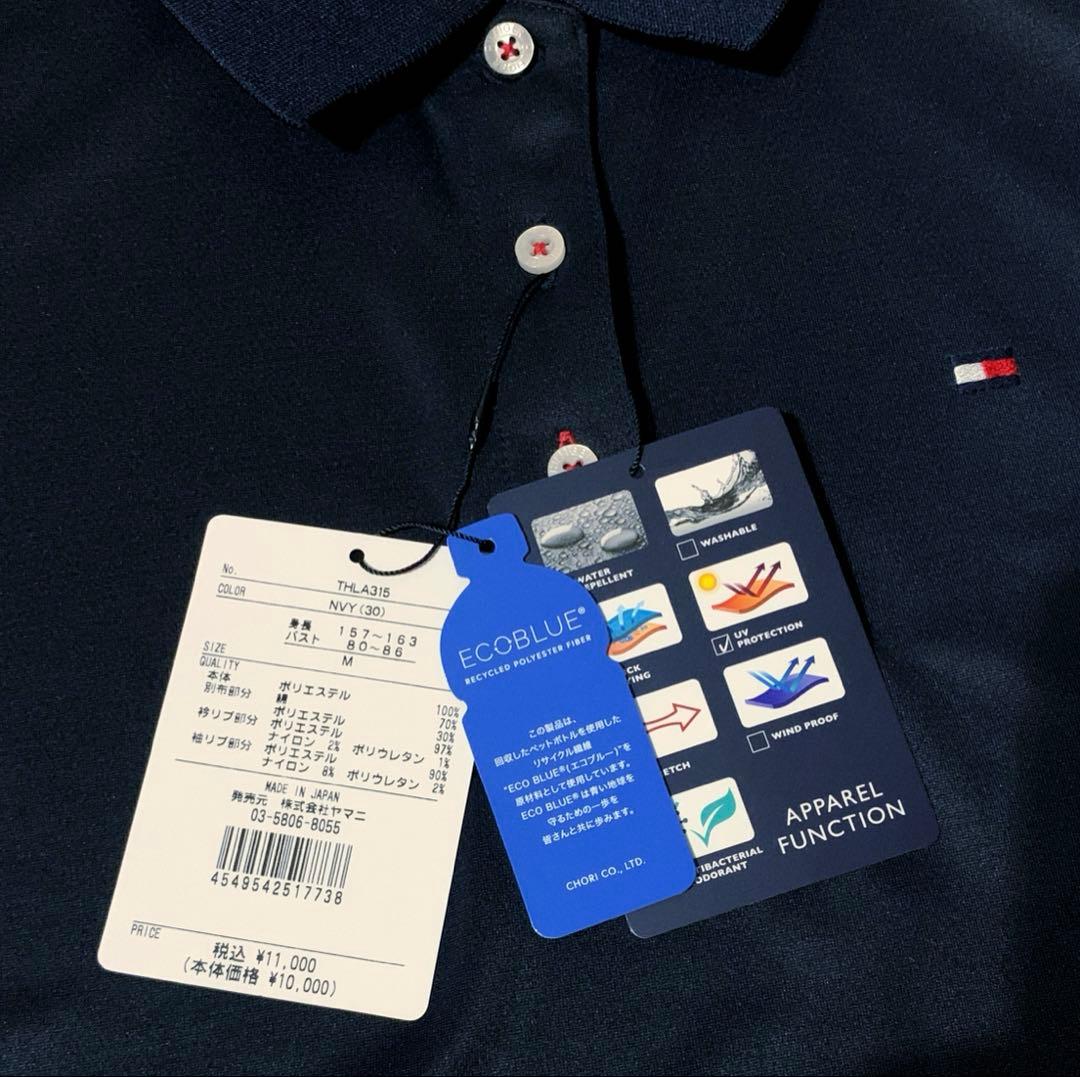 No.
THLA315
COLOR
NVY(30)
身長 157~163
バスト 80~86
SIZE
M
QUALITY
本体 ポリエステル 100%
別布部分 綿 70%
ポリエステル 30%
衿リブ部分 ポリエステル 97%
ナイロン 2% ポリウレタン 1%
袖リブ部分 ポリエステル 90%
ナイロン 8% ポリウレタン 2%
MADE IN JAPAN
発売元 株式会社ヤマニ
03-5806-8055
4549542517738
PRICE
税込 ¥11,000
(本体価格 ¥10,000)
ECOBLUE®
RECYCLED POLYESTER FIBER
この製品は、
回収したペットボトルを使用した
リサイクル繊維
"ECO BLUE®(エコブルー)"を
原材料として使用しています。
ECO BLUE®は青い地球を
守るための一歩を
皆さんと共に歩みます。
CHORI CO., LTD.
WATER
EPELLENT
WASHABLE
CK
YING
UV
PROTECTION
ETCH
WIND PROOF
TIBACTERIAL
ODORANT
APPAREL
FUNCTION